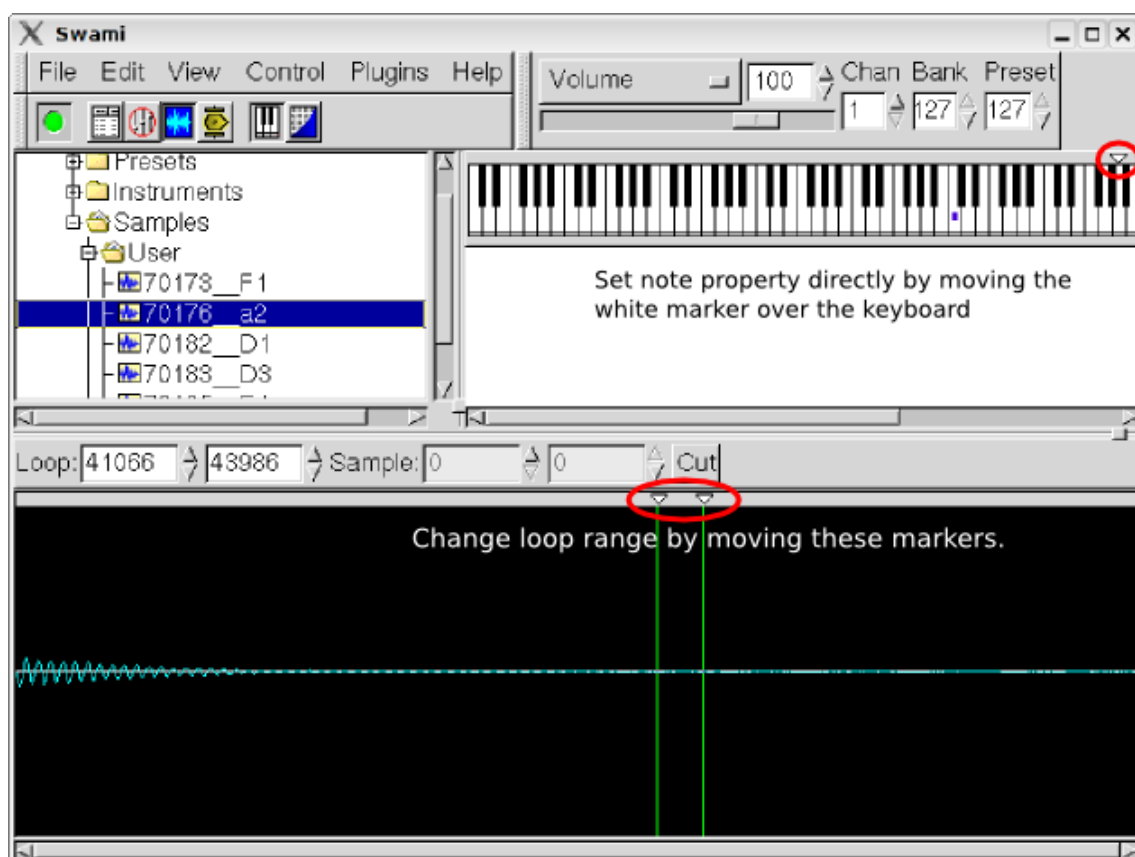 Swami
File Edit View Control Plugins Help
Volume 100 Chan Bank Preset
1 127 127
Presets
Instruments
Samples
User
70173__F1
70176__a2
70182__D1
70183__D3
Set note property directly by moving the
white marker over the keyboard
Loop: 41066 43986 Sample: 0 0 Cut
Change loop range by moving these markers.